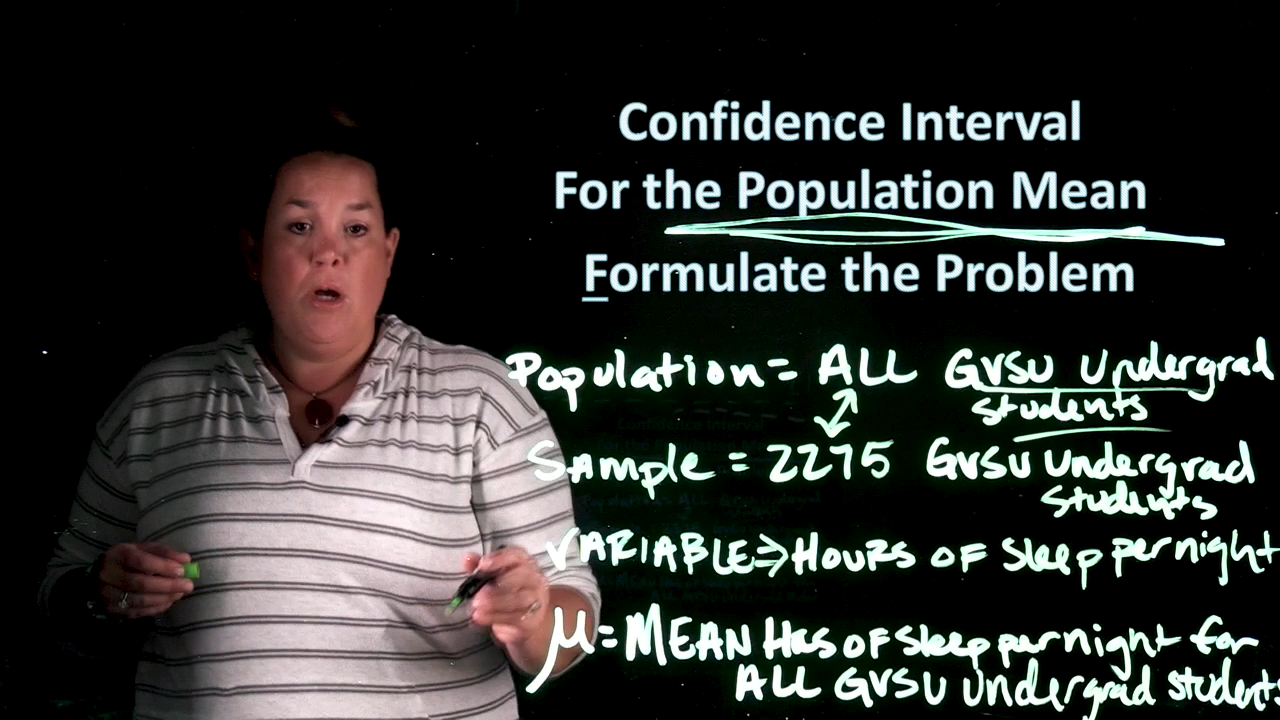 Confidence Interval
For the Population Mean
Formulate the Problem
Population = ALL GVSU Undergrad
students
Sample = 2275 GVSU Undergrad
students
VARIABLE ⇒ HOURS OF Sleep per night
μ = MEAN HRS OF Sleep per night for
ALL GVSU Undergrad students